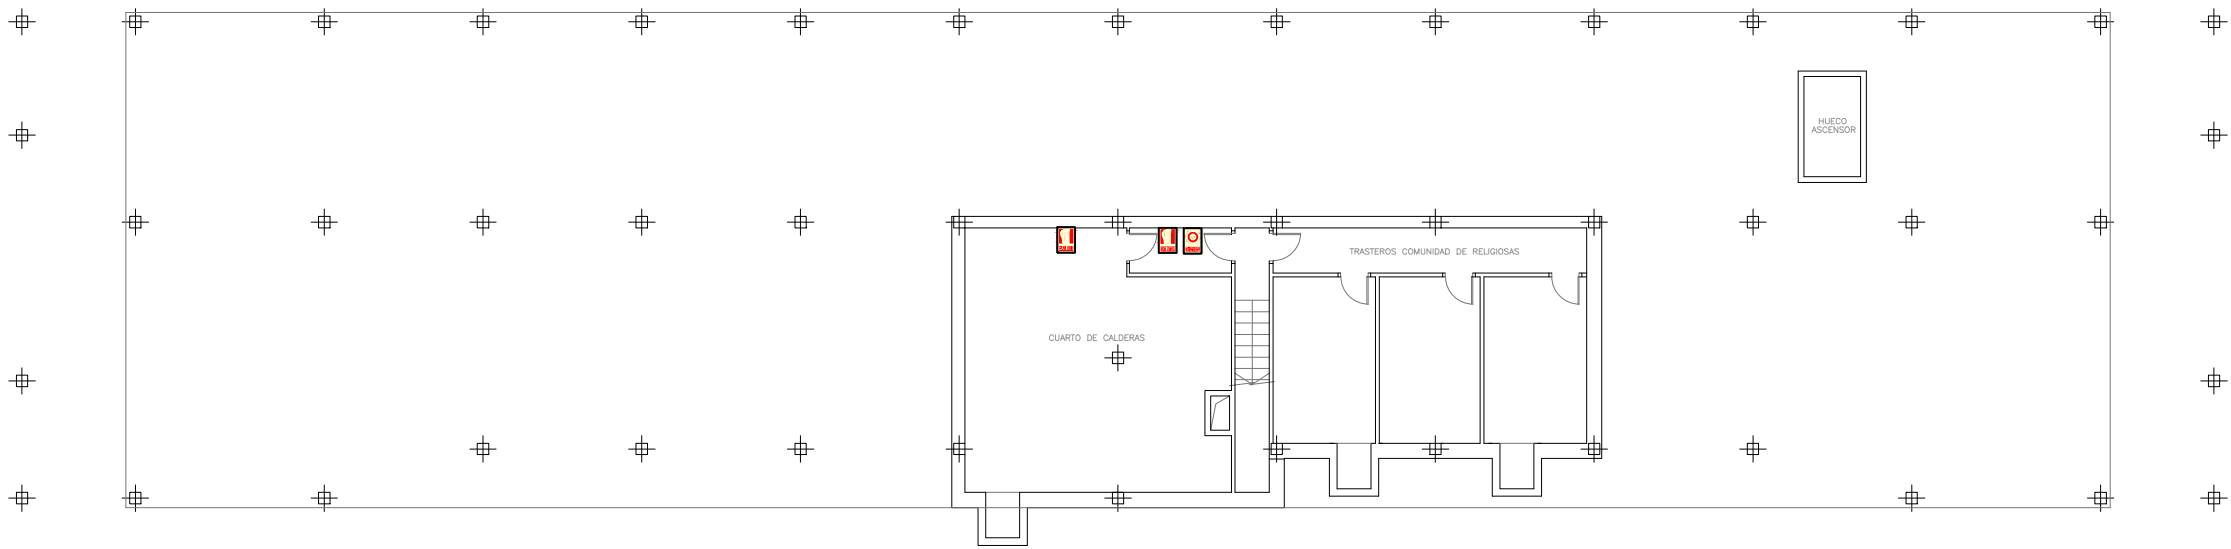 HUECO
ASCENSOR
TRASTEROS COMUNIDAD DE RELIGIOSAS
CUARTO DE CALDERAS